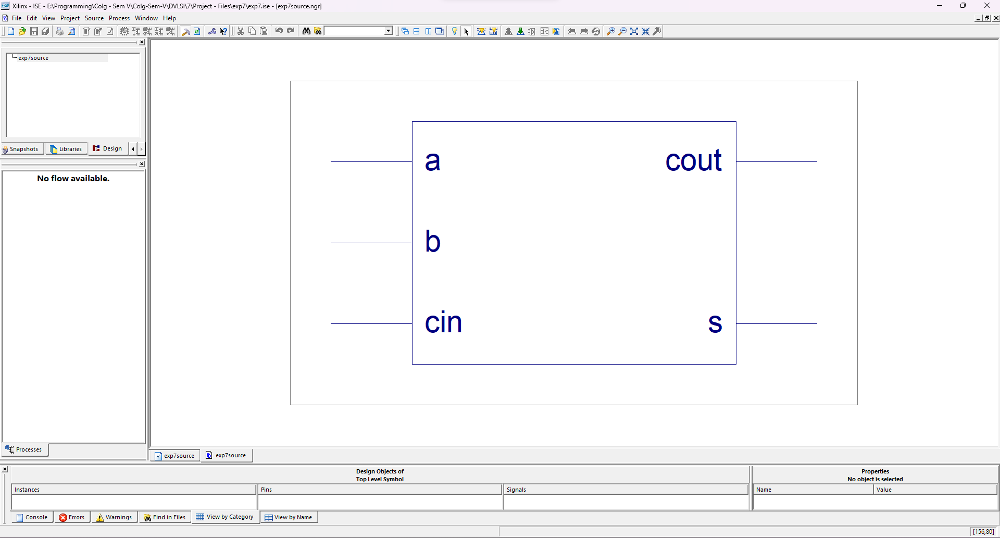 Xilinx - ISE - E:\Programming\Colg - Sem V\Colg-Sem-V\DVLSI\7\Project - Files\exp7\exp7.ise - [exp7source.ngr]
File Edit View Project Source Process Window Help
exp7source
Snapshots Libraries Design
No flow available.
a cout
b
cin s
Processes
exp7source exp7source
Design Objects of
Top Level Symbol
Properties
No object is selected
Instances Pins Signals Name Value
Console Errors Warnings Find in Files View by Category View by Name
[156,80]